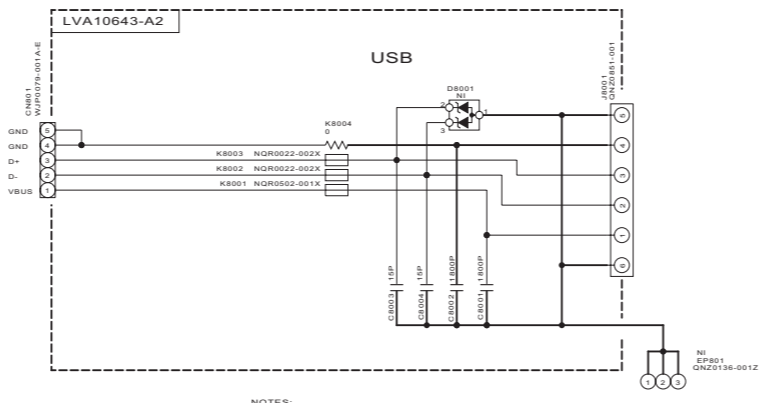 LVA10643-A2
USB
CN801
WJP0079-001A-E
GND 5
GND 4
D+ 3
D- 2
VBUS 1
K8004
0
K8003 NQR0022-002X
K8002 NQR0022-002X
K8001 NQR0502-001X
D8001
NI
2
1
3
J8001
QNZ0851-001
5
4
3
2
1
6
C8003 15P
C8004 15P
C8002 1800P
C8001 1800P
NI
EP801
QNZ0136-001Z
1 2 3
NOTES: